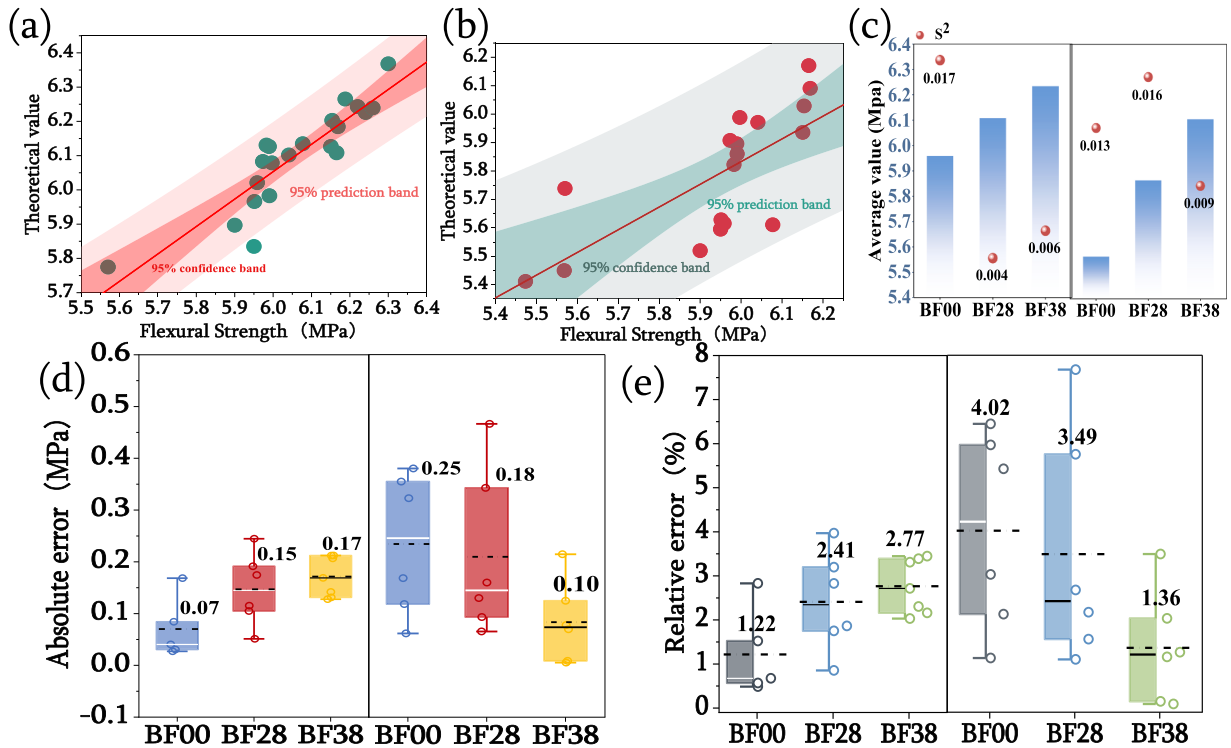 (a)
Theoretical value
6.4
6.3
6.2
6.1
6.0
5.9
5.8
5.7
95% prediction band
95% confidence band
5.5 5.6 5.7 5.8 5.9 6.0 6.1 6.2 6.3 6.4
Flexural Strength（MPa）
(b)
Theoretical value
6.2
6.1
6.0
5.9
5.8
5.7
5.6
5.5
5.4
95% prediction band
95% confidence band
5.4 5.5 5.6 5.7 5.8 5.9 6.0 6.1 6.2
Flexural Strength（MPa）
(c)
S²
Average value (Mpa)
6.4
6.3
6.2
6.1
6.0
5.9
5.8
5.7
5.6
5.5
5.4
0.017
0.004
0.006
0.013
0.016
0.009
BF00 BF28 BF38 BF00 BF28 BF38
(d)
Absolute error（MPa）
0.6
0.5
0.4
0.3
0.2
0.1
0.0
-0.1
0.07
0.15
0.17
0.25
0.18
0.10
BF00 BF28 BF38 BF00 BF28 BF38
(e)
Relative error（%）
8
7
6
5
4
3
2
1
0
1.22
2.41
2.77
4.02
3.49
1.36
BF00 BF28 BF38 BF00 BF28 BF38